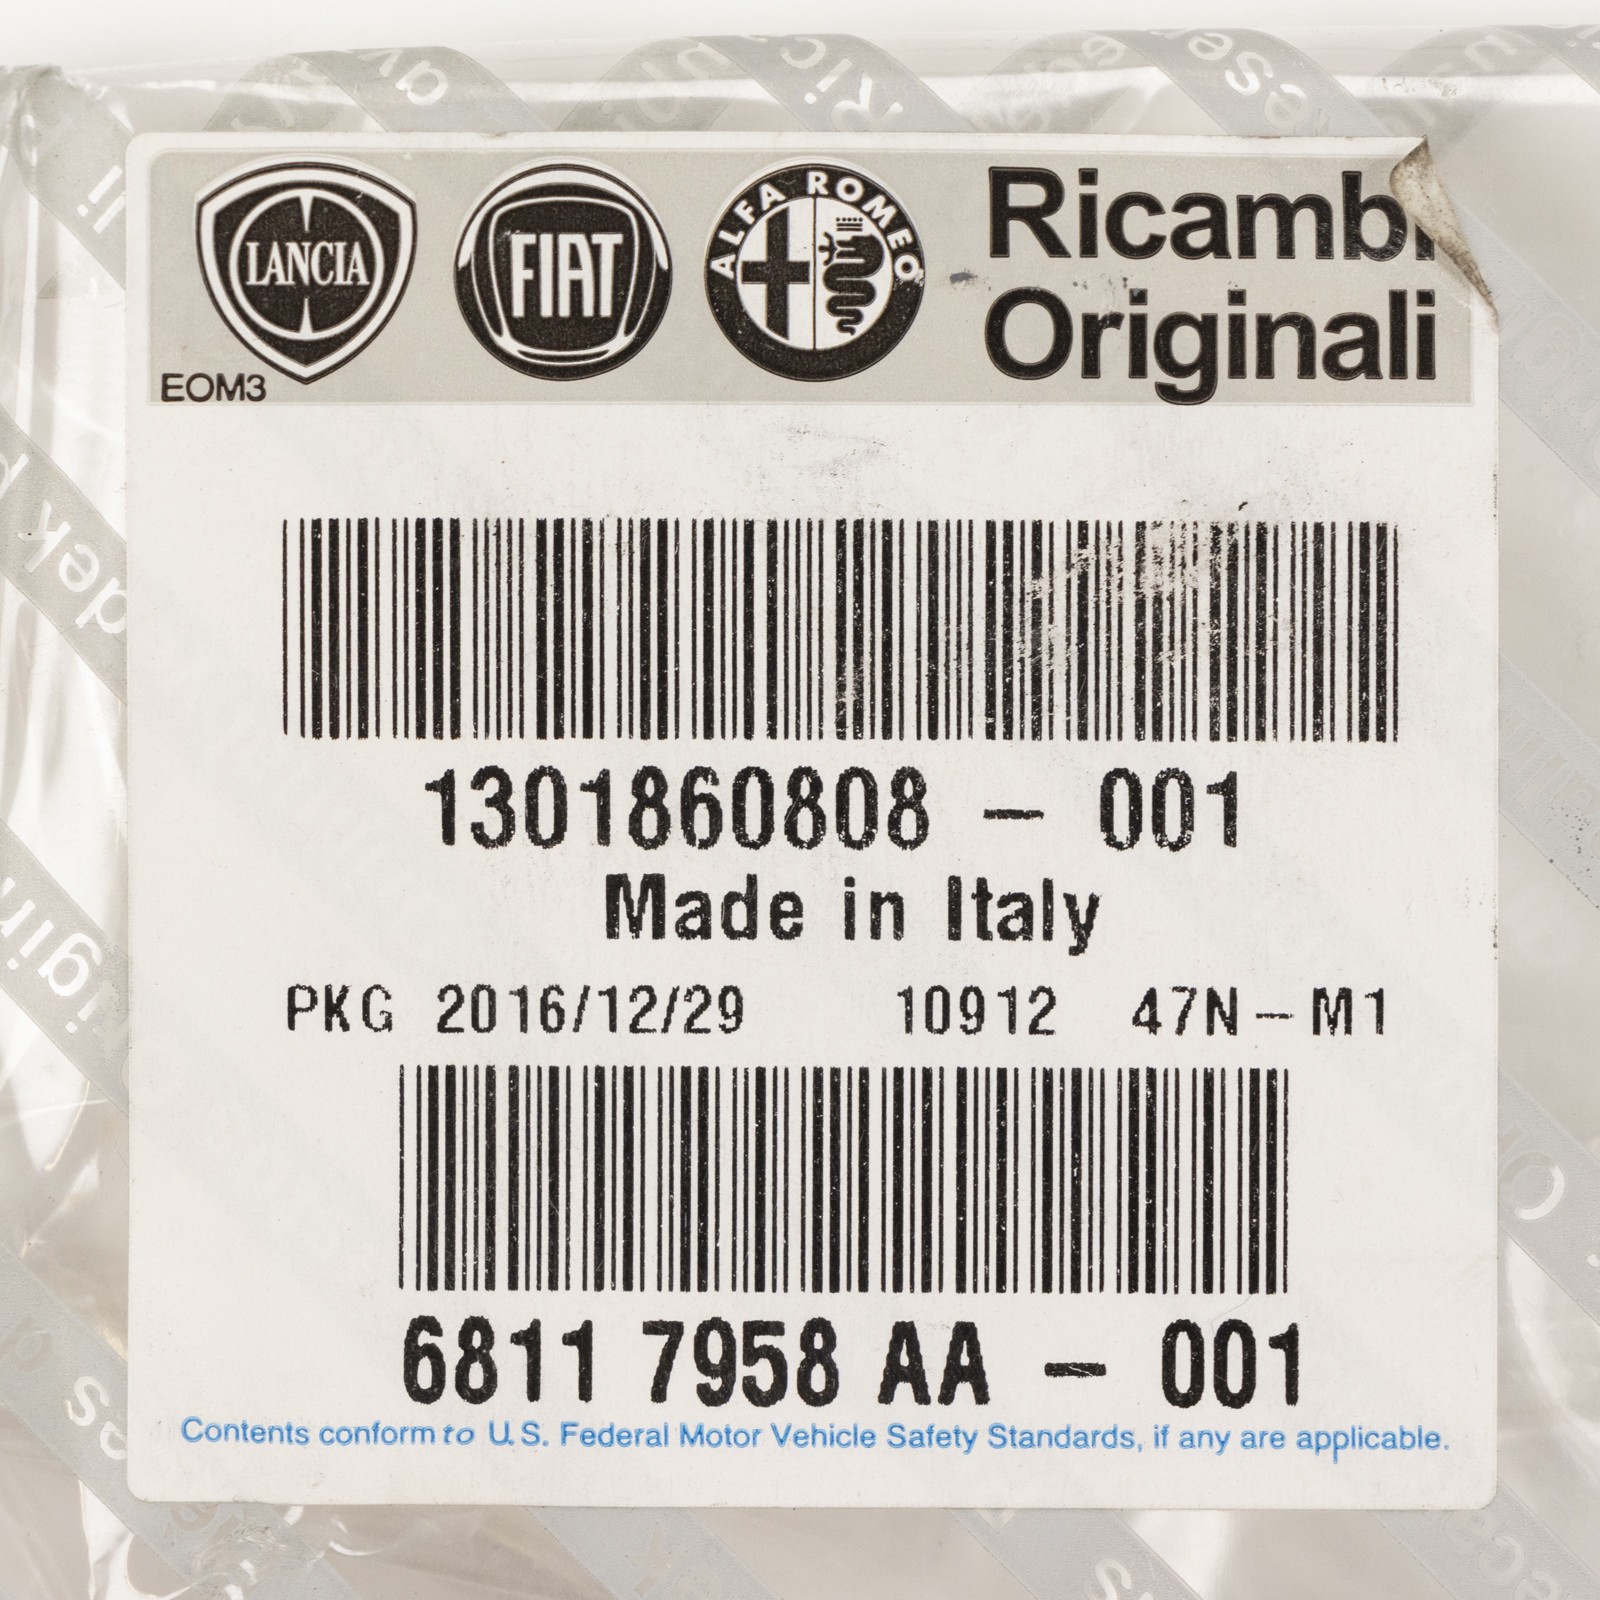 LANCIA
FIAT
ALFA ROMEO
Ricambi
Originali
EOM3
1301860808 - 001
Made in Italy
PKG 2016/12/29 10912 47N-M1
6811 7958 AA - 001
Contents conform to U.S. Federal Motor Vehicle Safety Standards, if any are applicable.